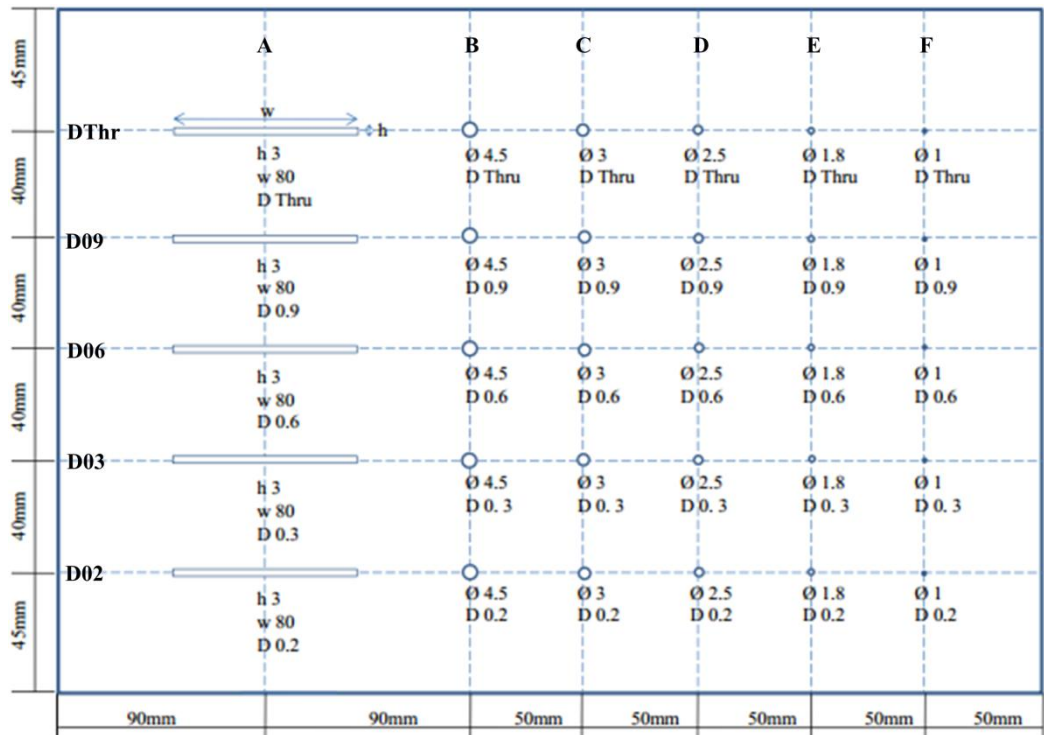 A B C D E F
45mm
w
DThr
h
h 3 Ø 4.5 Ø 3 Ø 2.5 Ø 1.8 Ø 1
w 80 D Thru D Thru D Thru D Thru D Thru
D Thru
40mm
D09
h 3 Ø 4.5 Ø 3 Ø 2.5 Ø 1.8 Ø 1
w 80 D 0.9 D 0.9 D 0.9 D 0.9 D 0.9
D 0.9
40mm
D06
h 3 Ø 4.5 Ø 3 Ø 2.5 Ø 1.8 Ø 1
w 80 D 0.6 D 0.6 D 0.6 D 0.6 D 0.6
D 0.6
40mm
D03
h 3 Ø 4.5 Ø 3 Ø 2.5 Ø 1.8 Ø 1
w 80 D 0. 3 D 0. 3 D 0. 3 D 0. 3 D 0. 3
D 0.3
40mm
D02
h 3 Ø 4.5 Ø 3 Ø 2.5 Ø 1.8 Ø 1
w 80 D 0.2 D 0.2 D 0.2 D 0.2 D 0.2
D 0.2
45mm
90mm 90mm 50mm 50mm 50mm 50mm 50mm